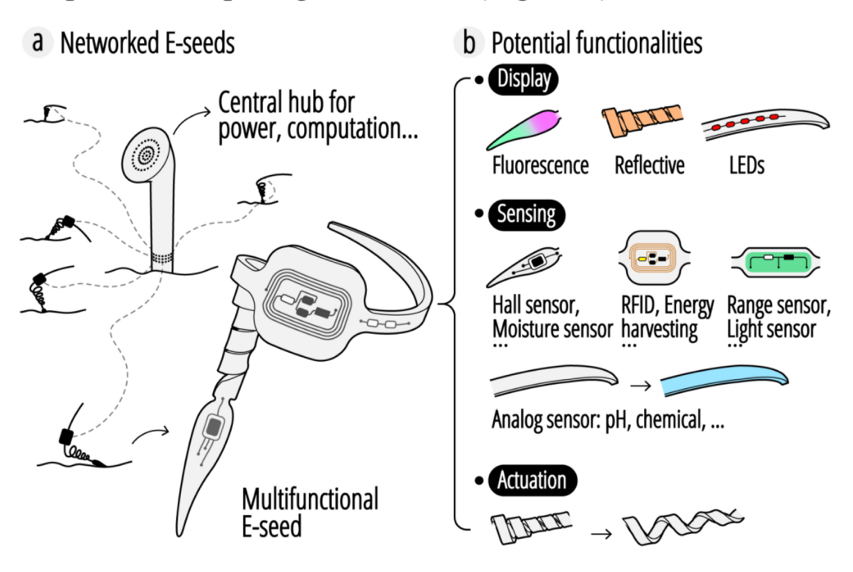 a Networked E-seeds
Central hub for
power, computation...
Multifunctional
E-seed
b Potential functionalities
• Display
Fluorescence Reflective LEDs
• Sensing
Hall sensor, RFID, Energy Range sensor,
Moisture sensor harvesting Light sensor
... ... ...
Analog sensor: pH, chemical, ...
• Actuation